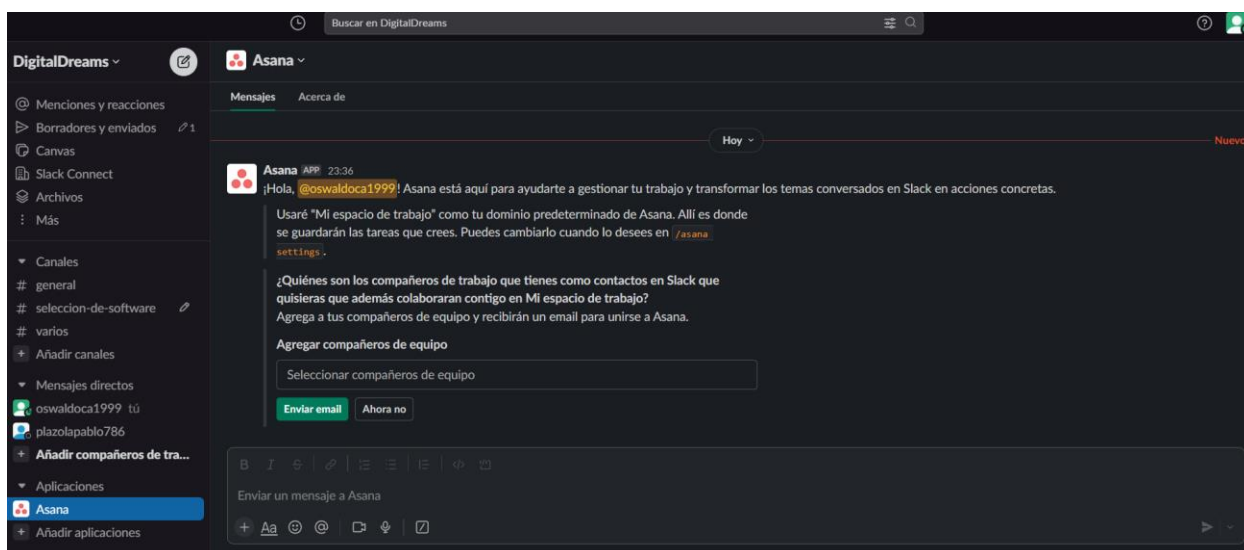 Buscar en DigitalDreams
DigitalDreams
Menciones y reacciones
Borradores y enviados 1
Canvas
Slack Connect
Archivos
Más
Canales
# general
# seleccion-de-software
# varios
+ Añadir canales
Mensajes directos
oswaldoca1999 tú
plazolapablo786
+ Añadir compañeros de tra...
Aplicaciones
Asana
+ Añadir aplicaciones
Asana
Mensajes Acerca de
Hoy
Nuevo
Asana APP 23:36
¡Hola, @oswaldoca1999! Asana está aquí para ayudarte a gestionar tu trabajo y transformar los temas conversados en Slack en acciones concretas.
Usaré "Mi espacio de trabajo" como tu dominio predeterminado de Asana. Allí es donde
se guardarán las tareas que crees. Puedes cambiarlo cuando lo desees en /asana
settings.
¿Quiénes son los compañeros de trabajo que tienes como contactos en Slack que
quisieras que además colaboraran contigo en Mi espacio de trabajo?
Agrega a tus compañeros de equipo y recibirán un email para unirse a Asana.
Agregar compañeros de equipo
Seleccionar compañeros de equipo
Enviar email Ahora no
B I S
Enviar un mensaje a Asana
+ Aa @